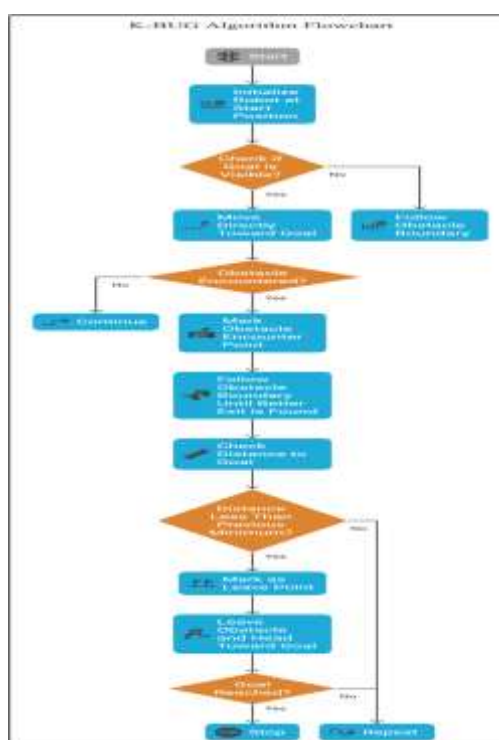 K-BUG Algorithm Flowchart
Start
Initialize
Robot at
Start
Position
Check if
Goal is
Visible?
No
Yes
Move
Directly
Toward Goal
Follow
Obstacle
Boundary
Obstacle
Encountered?
No
Yes
Continue
Mark
Obstacle
Encounter
Point
Follow
Obstacle
Boundary
Until Better
Exit is Found
Check
Distance to
Goal
Distance
Less Than
Previous
Minimum?
No
Yes
Mark as
Leave Point
Leave
Obstacle
and Head
Toward Goal
Goal
Reached?
No
Yes
Stop
Repeat